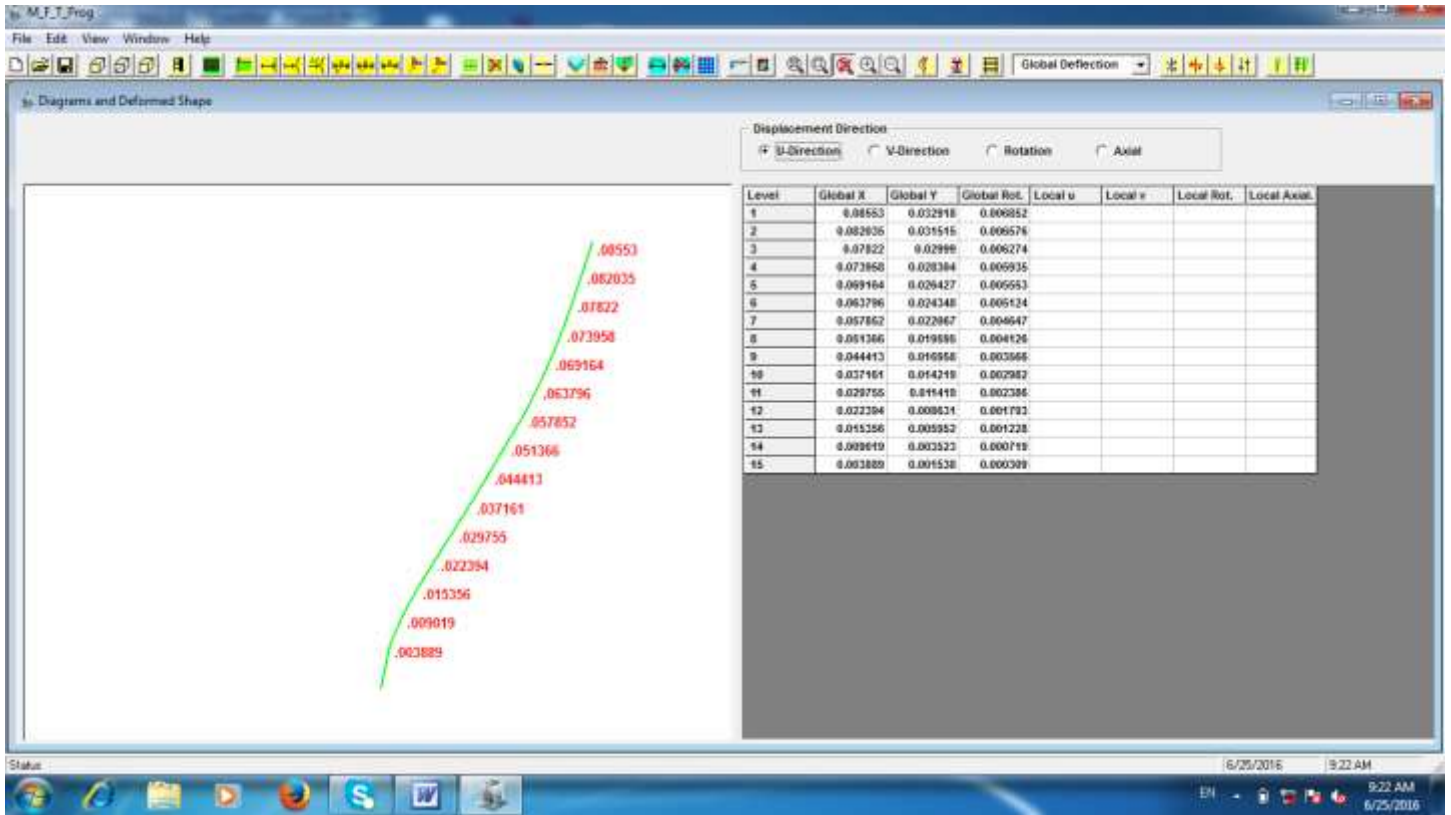 M_F_T_Frog
File Edit View Window Help
Global Deflection
Diagrams and Deformed Shape
Displacement Direction
U-Direction V-Direction Rotation Axial
.08553
.082035
.07822
.073958
.069164
.063796
.057852
.051366
.044413
.037161
.029755
.022394
.015356
.009019
.003889
Level Global X Global Y Global Rot. Local u Local v Local Rot. Local Axial.
1 0.08553 0.032918 0.006852
2 0.082035 0.031515 0.006576
3 0.07822 0.02999 0.006274
4 0.073958 0.028304 0.005935
5 0.069164 0.026427 0.005553
6 0.063796 0.024348 0.005124
7 0.057852 0.022067 0.004647
8 0.051366 0.004126
9 0.044413 0.016958 0.003566
10 0.037161 0.014219 0.002982
11 0.029755 0.011418 0.002386
12 0.022394 0.008631 0.001793
13 0.015356 0.005952 0.001228
14 0.009019 0.003523 0.000719
15 0.003889 0.001538 0.000309
Status 6/25/2016 9:22 AM
EN 9:22 AM
6/25/2016